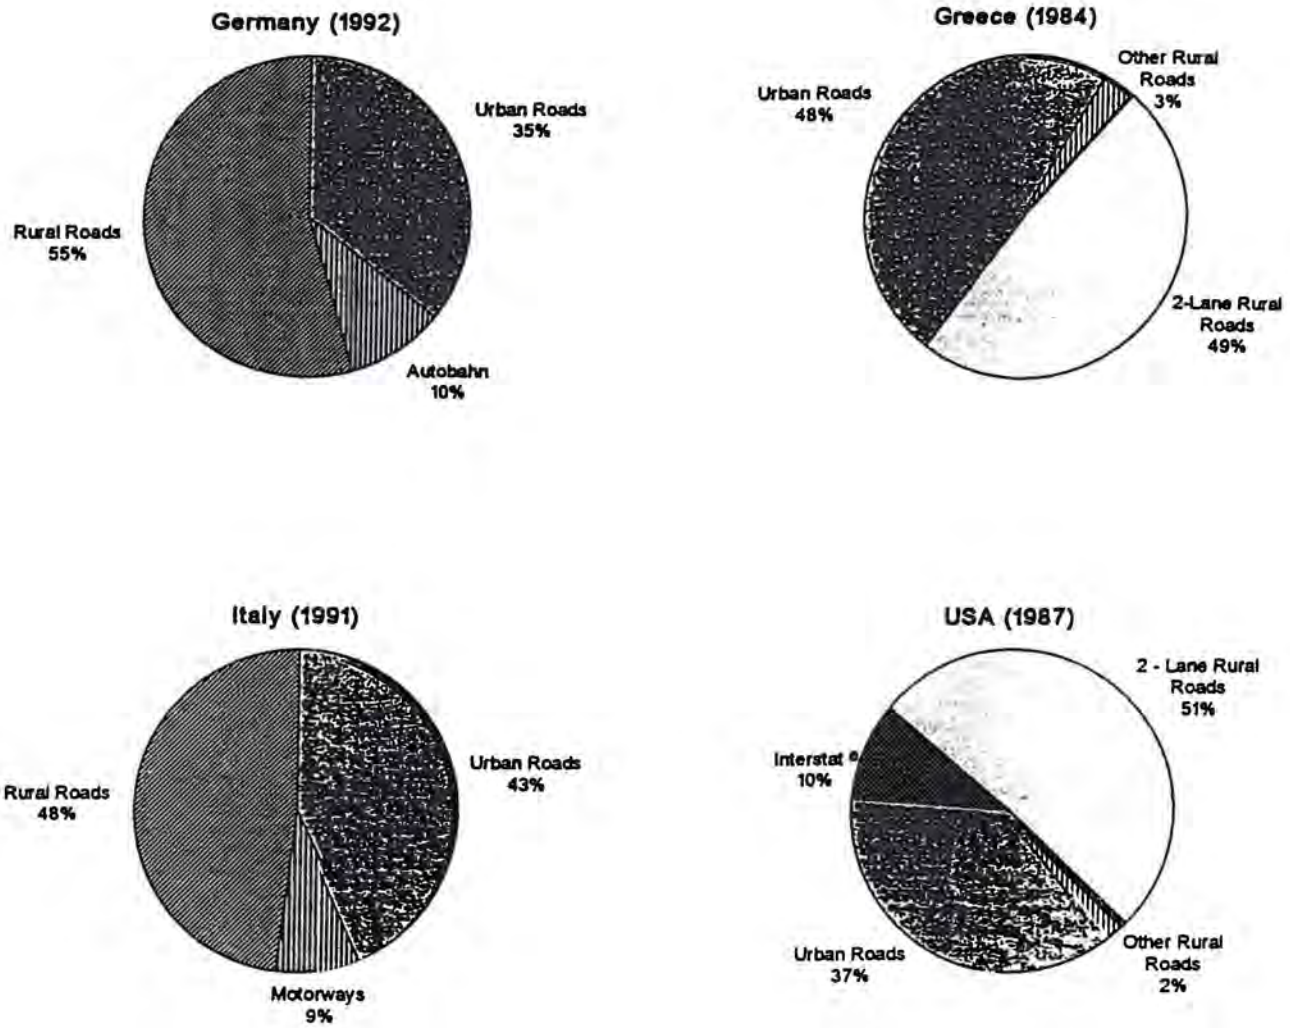 Germany (1992)
Urban Roads
35%
Rural Roads
55%
Autobahn
10%
Greece (1984)
Other Rural
Roads
3%
Urban Roads
48%
2-Lane Rural
Roads
49%
Italy (1991)
Urban Roads
43%
Rural Roads
48%
Motorways
9%
USA (1987)
2 - Lane Rural
Roads
51%
Interstat e
10%
Urban Roads
37%
Other Rural
Roads
2%